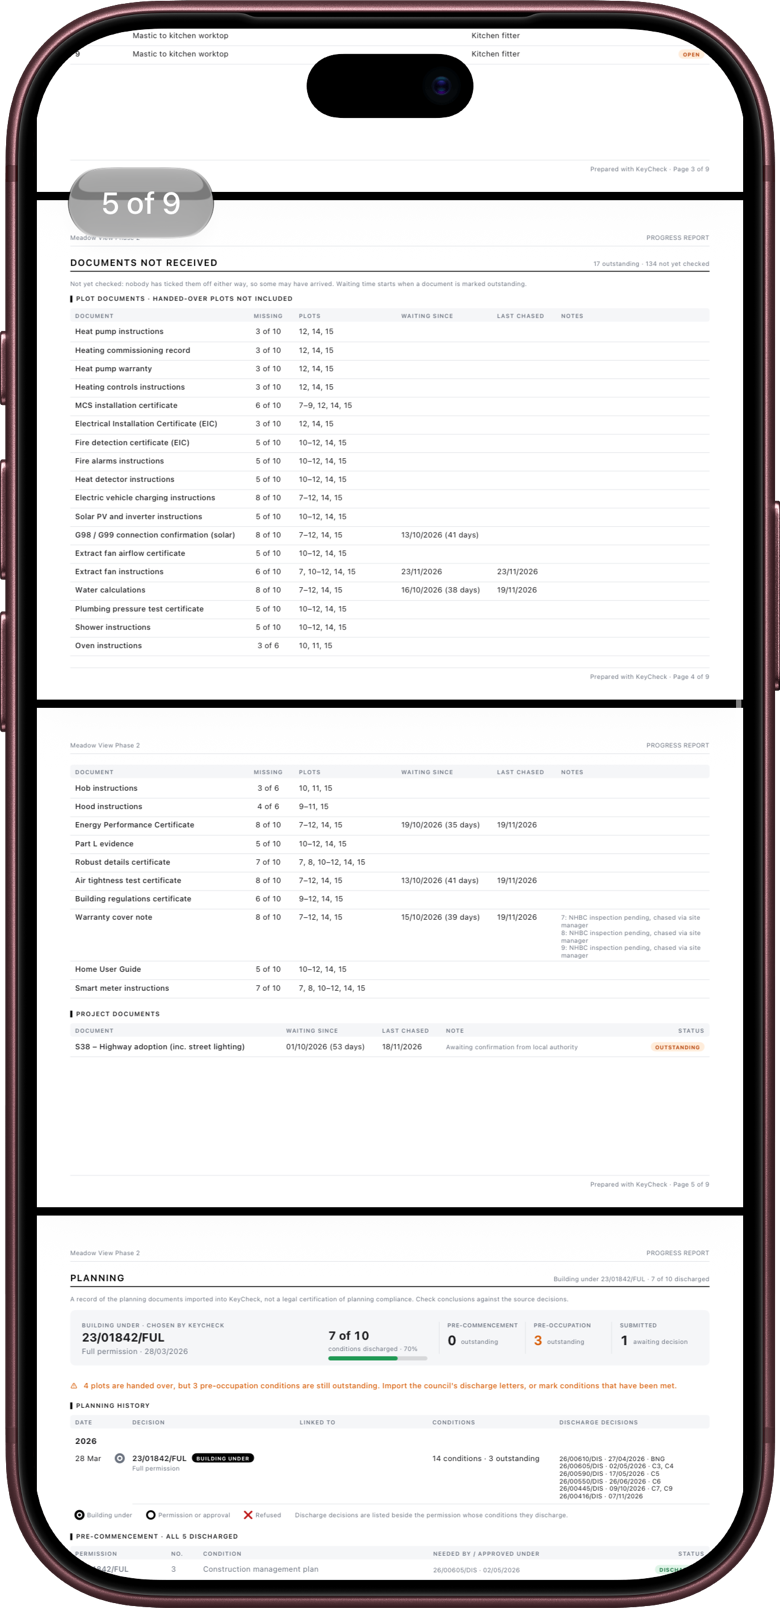 Mastic to kitchen worktop Kitchen fitter
9 Mastic to kitchen worktop Kitchen fitter OPEN
Prepared with KeyCheck · Page 3 of 9
5 of 9
Meadow View Phase 2 PROGRESS REPORT
DOCUMENTS NOT RECEIVED 17 outstanding · 134 not yet checked
Not yet checked: nobody has ticked them off either way, so some may have arrived. Waiting time starts when a document is marked outstanding.
PLOT DOCUMENTS · HANDED-OVER PLOTS NOT INCLUDED
DOCUMENT MISSING PLOTS WAITING SINCE LAST CHASED NOTES
Heat pump instructions 3 of 10 12, 14, 15
Heating commissioning record 3 of 10 12, 14, 15
Heat pump warranty 3 of 10 12, 14, 15
Heating controls instructions 3 of 10 12, 14, 15
MCS installation certificate 6 of 10 7–9, 12, 14, 15
Electrical Installation Certificate (EIC) 3 of 10 12, 14, 15
Fire detection certificate (EIC) 5 of 10 10–12, 14, 15
Fire alarms instructions 5 of 10 10–12, 14, 15
Heat detector instructions 5 of 10 10–12, 14, 15
Electric vehicle charging instructions 8 of 10 7–12, 14, 15
Solar PV and inverter instructions 5 of 10 10–12, 14, 15
G98 / G99 connection confirmation (solar) 8 of 10 7–12, 14, 15 13/10/2026 (41 days)
Extract fan airflow certificate 5 of 10 10–12, 14, 15
Extract fan instructions 6 of 10 7, 10–12, 14, 15 23/11/2026 23/11/2026
Water calculations 8 of 10 7–12, 14, 15 16/10/2026 (38 days) 19/11/2026
Plumbing pressure test certificate 5 of 10 10–12, 14, 15
Shower instructions 5 of 10 10–12, 14, 15
Oven instructions 3 of 6 10, 11, 15
Prepared with KeyCheck · Page 4 of 9
Meadow View Phase 2 PROGRESS REPORT
DOCUMENT MISSING PLOTS WAITING SINCE LAST CHASED NOTES
Hob instructions 3 of 6 10, 11, 15
Hood instructions 4 of 6 9–11, 15
Energy Performance Certificate 8 of 10 7–12, 14, 15 19/10/2026 (35 days) 19/11/2026
Part L evidence 5 of 10 10–12, 14, 15
Robust details certificate 7 of 10 7, 8, 10–12, 14, 15
Air tightness test certificate 8 of 10 7–12, 14, 15 13/10/2026 (41 days) 19/11/2026
Building regulations certificate 6 of 10 9–12, 14, 15
Warranty cover note 8 of 10 7–12, 14, 15 15/10/2026 (39 days) 19/11/2026 7: NHBC inspection pending, chased via site
manager
8: NHBC inspection pending, chased via site
manager
9: NHBC inspection pending, chased via site
manager
Home User Guide 5 of 10 10–12, 14, 15
Smart meter instructions 7 of 10 7, 8, 10–12, 14, 15
PROJECT DOCUMENTS
DOCUMENT WAITING SINCE LAST CHASED NOTE STATUS
S38 – Highway adoption (inc. street lighting) 01/10/2026 (53 days) 18/11/2026 Awaiting confirmation from local authority OUTSTANDING
Prepared with KeyCheck · Page 5 of 9
Meadow View Phase 2 PROGRESS REPORT
PLANNING Building under 23/01842/FUL · 7 of 10 discharged
A record of the planning documents imported into KeyCheck, not a legal certification of planning compliance. Check conclusions against the source decisions.
BUILDING UNDER · CHOSEN BY KEYCHECK
23/01842/FUL
Full permission · 28/03/2026
7 of 10
conditions discharged · 70%
PRE-COMMENCEMENT
0 outstanding
PRE-OCCUPATION
3 outstanding
SUBMITTED
1 awaiting decision
4 plots are handed over, but 3 pre-occupation conditions are still outstanding. Import the council's discharge letters, or mark conditions that have been met.
PLANNING HISTORY
DATE DECISION LINKED TO CONDITIONS DISCHARGE DECISIONS
2026
28 Mar 23/01842/FUL BUILDING UNDER 14 conditions · 3 outstanding 26/00610/DIS · 27/04/2026 · BNG
Full permission 26/00605/DIS · 02/05/2026 · C3, C4
26/00590/DIS · 17/05/2026 · C5
26/00550/DIS · 26/06/2026 · C6
26/00445/DIS · 09/10/2026 · C7, C9
26/00416/DIS · 07/11/2026
Building under Permission or approval Refused Discharge decisions are listed beside the permission whose conditions they discharge.
PRE-COMMENCEMENT · ALL 5 DISCHARGED
PERMISSION NO. CONDITION NEEDED BY / APPROVED UNDER STATUS
1842/FUL 3 Construction management plan 26/00605/DIS · 02/05/2026